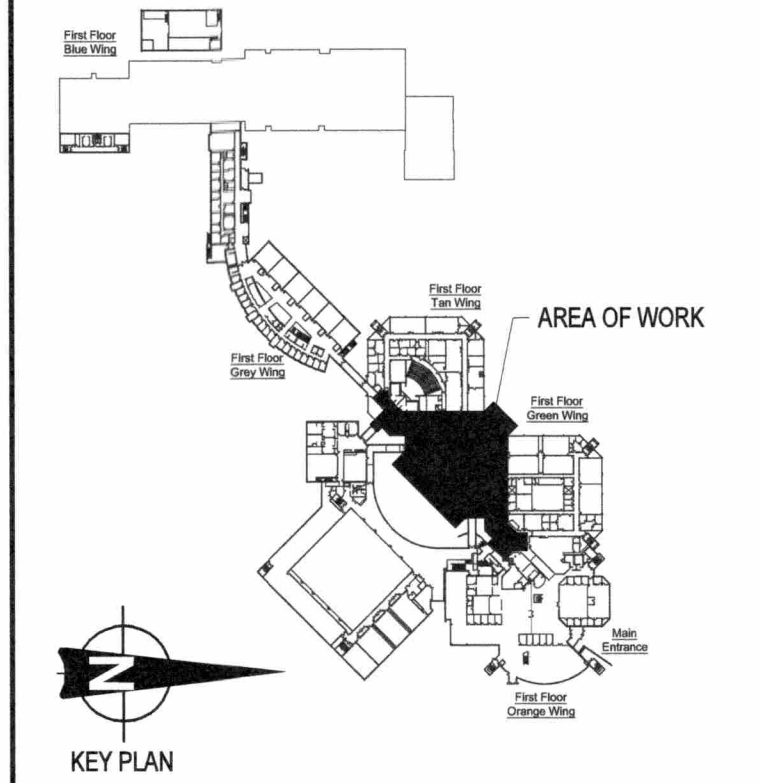 First Floor
Blue Wing
First Floor
Tan Wing
AREA OF WORK
First Floor
Grey Wing
First Floor
Green Wing
Main
Entrance
N
First Floor
Orange Wing
KEY PLAN